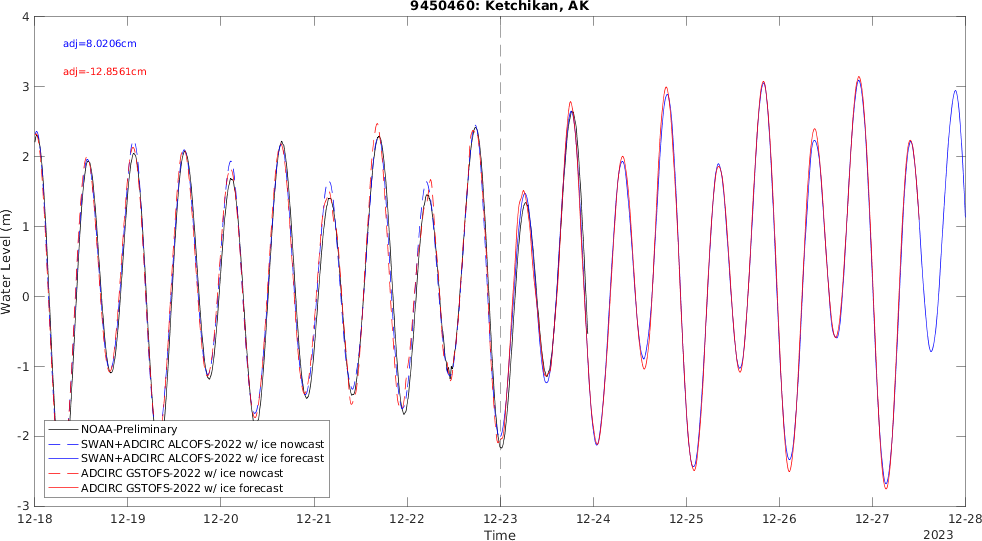 9450460: Ketchikan, AK
adj=8.0206cm
adj=-12.8561cm
Water Level (m)
4
3
2
1
0
-1
-2
-3
NOAA-Preliminary
SWAN+ADCIRC ALCOFS-2022 w/ ice nowcast
SWAN+ADCIRC ALCOFS-2022 w/ ice forecast
ADCIRC GSTOFS-2022 w/ ice nowcast
ADCIRC GSTOFS-2022 w/ ice forecast
12-18 12-19 12-20 12-21 12-22 12-23 12-24 12-25 12-26 12-27 12-28
Time
2023